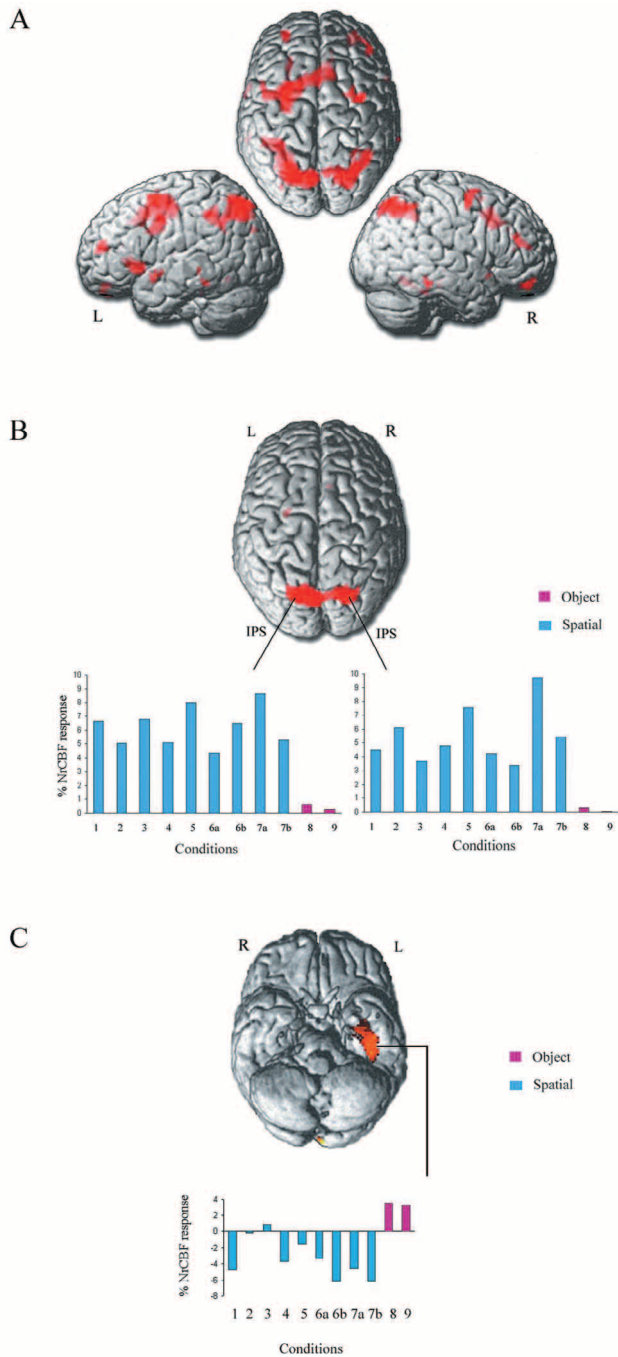 A
L
R
B
L R
IPS IPS
Object
Spatial
% NrCBF response
10
9
8
7
6
5
4
3
2
1
0
1 2 3 4 5 6a 6b 7a 7b 8 9
Conditions
10
9
8
7
6
5
4
3
2
1
0
1 2 3 4 5 6a 6b 7a 7b 8 9
Conditions
C
R L
Object
Spatial
% NrCBF response
4
2
0
-2
-4
-6
-8
1 2 3 4 5 6a 6b 7a 7b 8 9
Conditions